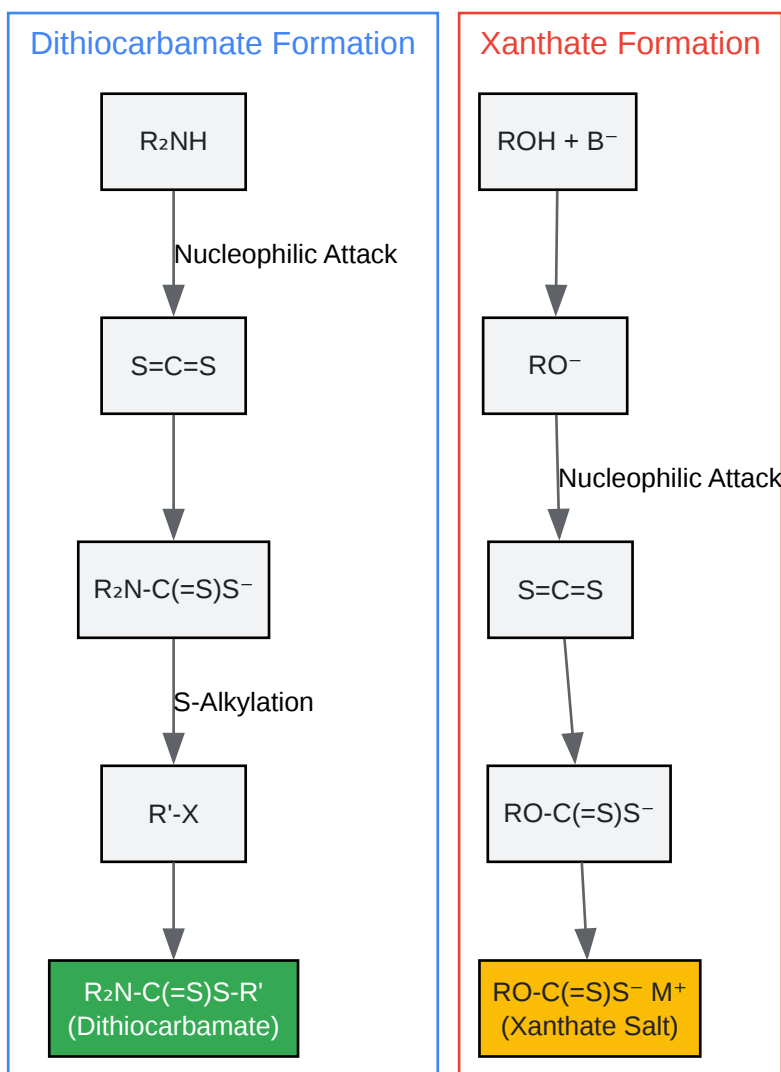 Dithiocarbamate Formation
R₂NH
Nucleophilic Attack
S=C=S
R₂N-C(=S)S⁻
S-Alkylation
R'-X
R₂N-C(=S)S-R'
(Dithiocarbamate)
Xanthate Formation
ROH + B⁻
RO⁻
Nucleophilic Attack
S=C=S
RO-C(=S)S⁻
RO-C(=S)S⁻ M⁺
(Xanthate Salt)